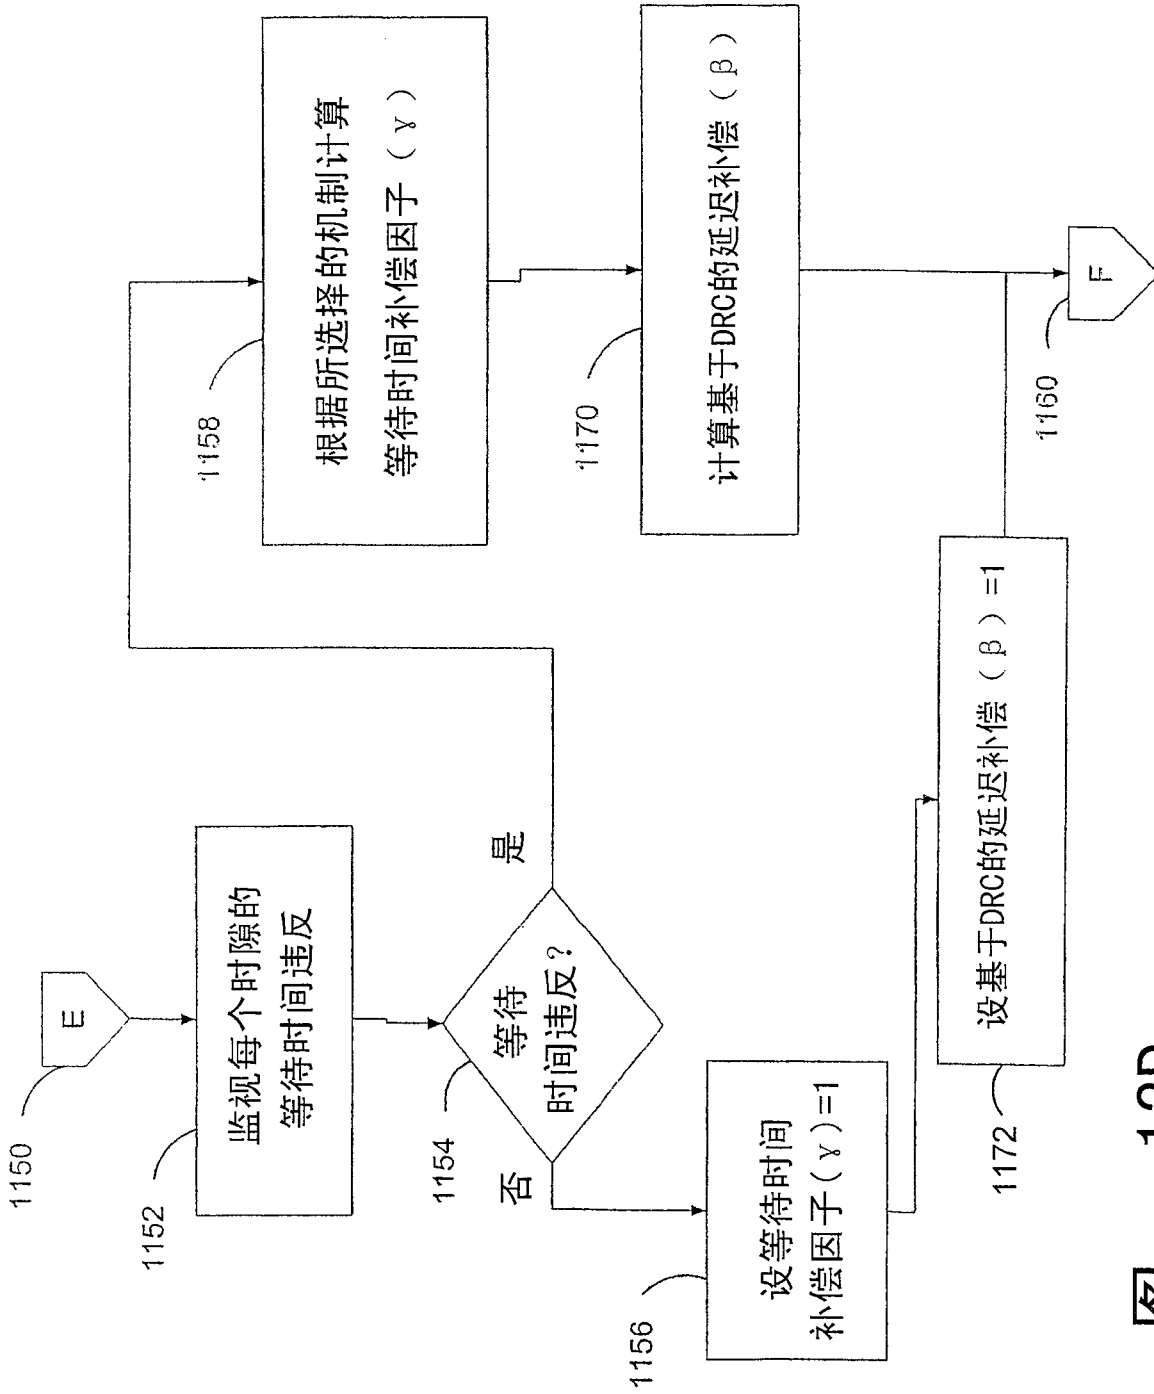 1150
E
1152
监视每个时隙的
等待时间违反
1154
等待
时间违反?
是
否
1158
根据所选择的机制计算
等待时间补偿因子(γ)
1170
计算基于DRC的延迟补偿(β)
1156
设等待时间
补偿因子(γ)=1
1172
设基于DRC的延迟补偿(β)=1
1160
F
图 12D